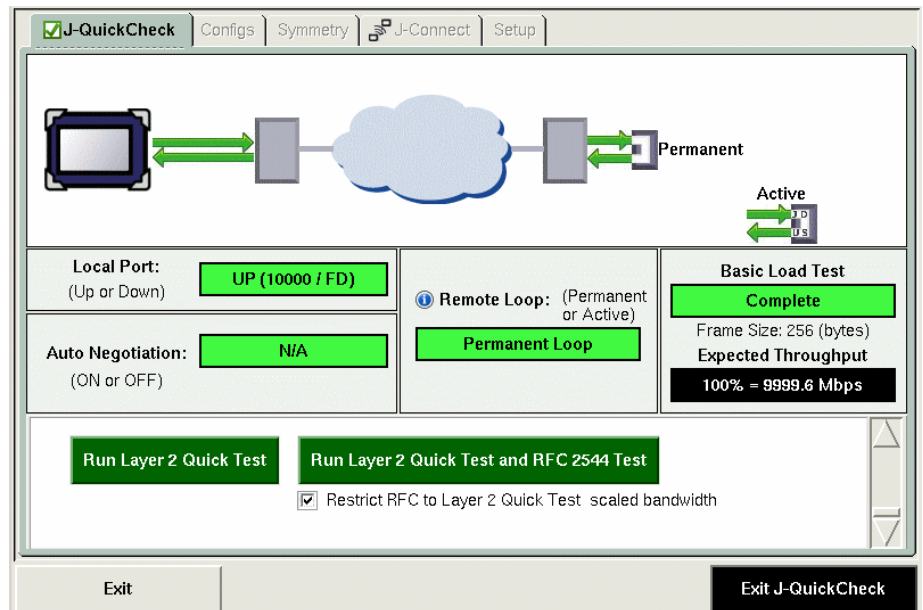 J-QuickCheck
Configs
Symmetry
J-Connect
Setup
Permanent
Active
J D
U S
Local Port:
(Up or Down)
UP (10000 / FD)
Auto Negotiation:
(ON or OFF)
N/A
Remote Loop: (Permanent
or Active)
Permanent Loop
Basic Load Test
Complete
Frame Size: 256 (bytes)
Expected Throughput
100% = 9999.6 Mbps
Run Layer 2 Quick Test
Run Layer 2 Quick Test and RFC 2544 Test
Restrict RFC to Layer 2 Quick Test scaled bandwidth
Exit
Exit J-QuickCheck